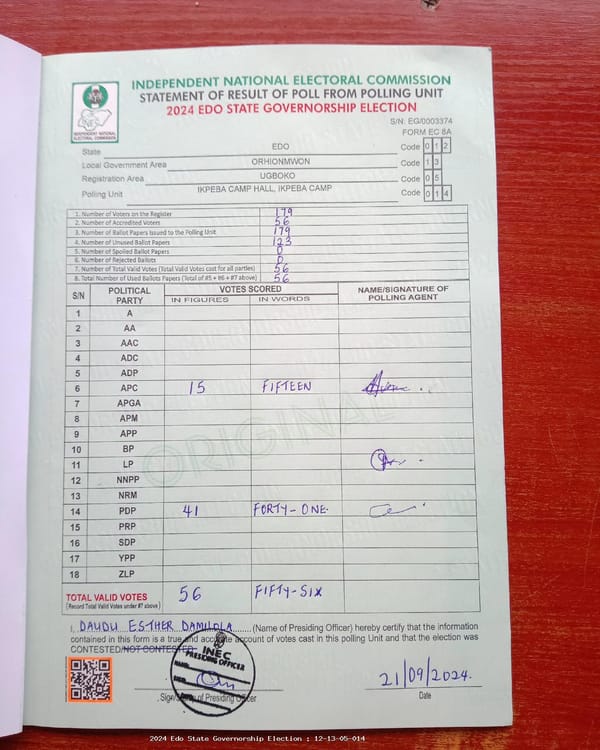 INDEPENDENT NATIONAL ELECTORAL COMMISSION
STATEMENT OF RESULT OF POLL FROM POLLING UNIT
2024 EDO STATE GOVERNORSHIP ELECTION
INDEPENDENT NATIONAL
ELECTORAL COMMISSION
S/N: EG/0003374
FORM EC 8A
State EDO Code 0 1 2
Local Government Area ORHIONMWON Code 1 3
Registration Area UGBOKO Code 0 5
Polling Unit IKPEBA CAMP HALL, IKPEBA CAMP Code 0 1 4
1. Number of Voters on the Register 179
2. Number of Accredited Voters 56
3. Number of Ballot Papers Issued to the Polling Unit 179
4. Number of Unused Ballot Papers 123
5. Number of Spoiled Ballot Papers 0
6. Number of Rejected Ballots 0
7. Number of Total Valid Votes (Total Valid Votes cast for all parties) 56
8. Total Number of Used Ballots Papers (Total of #5 + #6 + #7 above) 56
S/N POLITICAL PARTY VOTES SCORED NAME/SIGNATURE OF POLLING AGENT
IN FIGURES IN WORDS
1 A
2 AA
3 AAC
4 ADC
5 ADP
6 APC 15 FIFTEEN
7 APGA
8 APM
9 APP
10 BP
11 LP
12 NNPP
13 NRM
14 PDP 41 FORTY-ONE
15 PRP
16 SDP
17 YPP
18 ZLP
ORIGINAL
TOTAL VALID VOTES 56 FIFTY-SIX
(Record Total Valid Votes under #7 above)
I, DAUDU ESTHER DAMILOLA (Name of Presiding Officer) hereby certify that the information
contained in this form is a true and accurate account of votes cast in this polling Unit and that the election was
CONTESTED/NOT CONTESTED
INEC
PRESIDING OFFICER
21/09/2024.
of Presiding Officer Date
2024 Edo State Governorship Election : 12-13-05-014